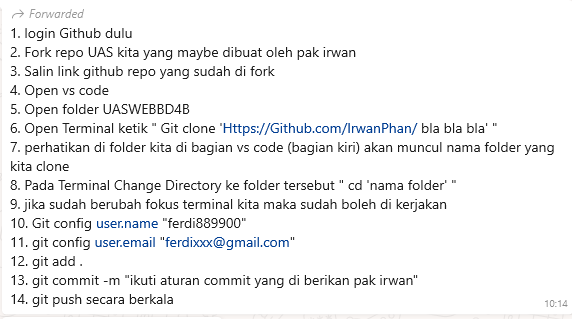 Forwarded
1. login Github dulu
2. Fork repo UAS kita yang maybe dibuat oleh pak irwan
3. Salin link github repo yang sudah di fork
4. Open vs code
5. Open folder UASWEBBD4B
6. Open Terminal ketik " Git clone 'Https://Github.com/IrwanPhan/ bla bla bla' "
7. perhatikan di folder kita di bagian vs code (bagian kiri) akan muncul nama folder yang
kita clone
8. Pada Terminal Change Directory ke folder tersebut " cd 'nama folder' "
9. jika sudah berubah fokus terminal kita maka sudah boleh di kerjakan
10. Git config user.name "ferdi889900"
11. git config user.email "ferdixxx@gmail.com"
12. git add .
13. git commit -m "ikuti aturan commit yang di berikan pak irwan"
14. git push secara berkala
10:14